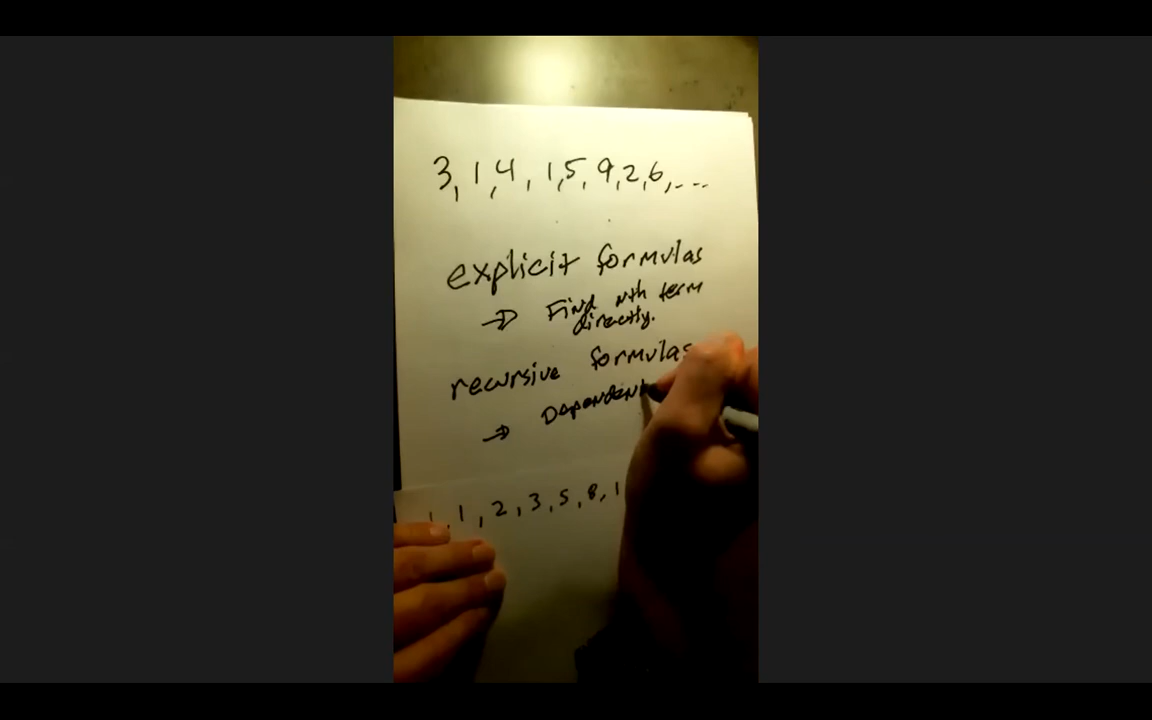 3, 1, 4, 1, 5, 9, 2, 6, ...
explicit formulas
→ Find nth term
directly.
recursive formulas
→ Dependent
1, 1, 2, 3, 5, 8, 1